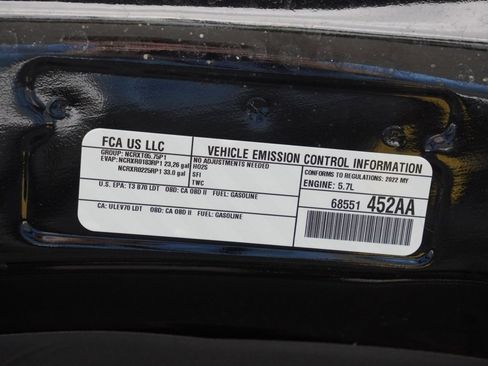 FCA US LLC
GROUP: NCRXT05.75P1
EVAP: NCRXR0183RP1 23,26 gal
NCRXR0225RP1 33.0 gal
U.S. EPA: T3 B70 LDT OBD: CA OBD II FUEL: GASOLINE
CA: ULEV70 LDT OBD: CA OBD II FUEL: GASOLINE
VEHICLE EMISSION CONTROL INFORMATION
NO ADJUSTMENTS NEEDED
HO2S
SFI
TWC
CONFORMS TO REGULATIONS: 2022 MY
ENGINE: 5.7L
68551 452AA